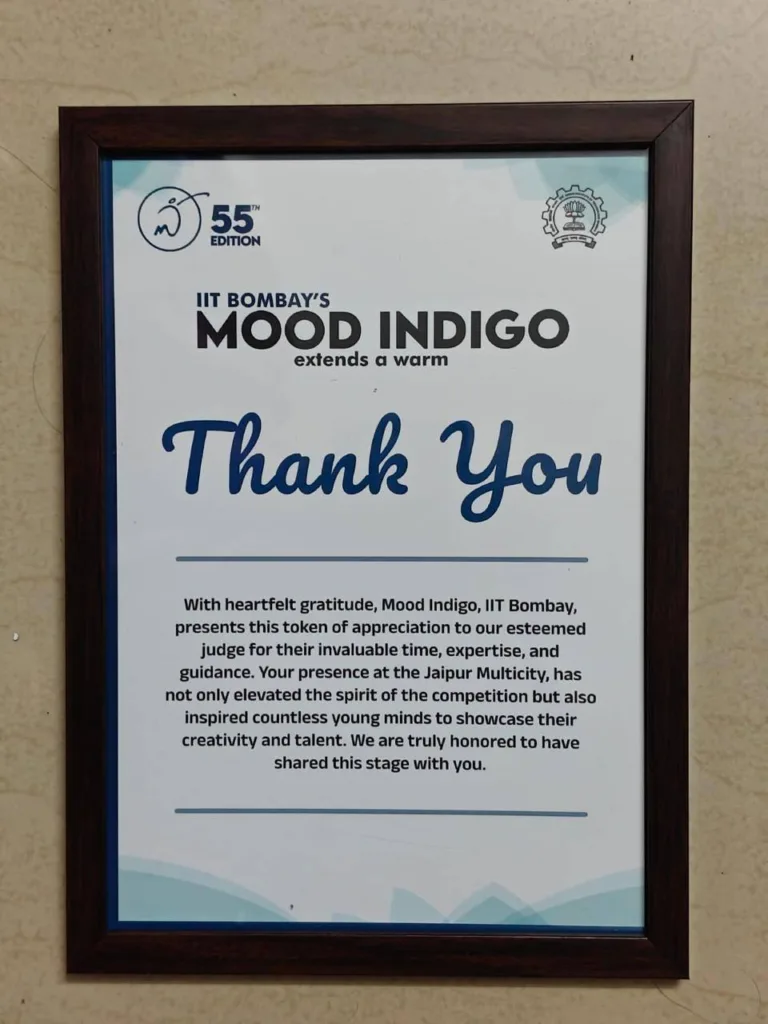 55TH
EDITION
IIT BOMBAY'S
MOOD INDIGO
extends a warm
Thank You
With heartfelt gratitude, Mood Indigo, IIT Bombay,
presents this token of appreciation to our esteemed
judge for their invaluable time, expertise, and
guidance. Your presence at the Jaipur Multicity, has
not only elevated the spirit of the competition but also
inspired countless young minds to showcase their
creativity and talent. We are truly honored to have
shared this stage with you.